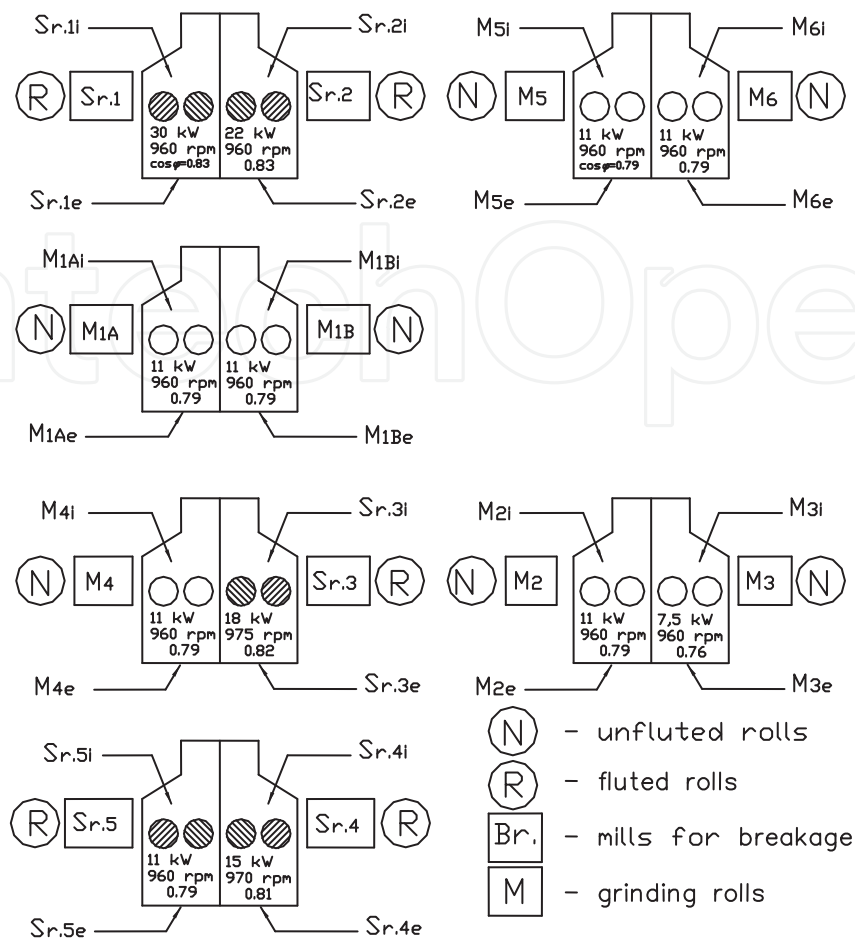 Sr.1i
Sr.2i
R
Sr.1
Sr.2
R
30 kW
960 rpm
cosφ=0.83
22 kW
960 rpm
0.83
Sr.1e
Sr.2e
M5i
M6i
N
M5
M6
N
11 kW
960 rpm
cosφ=0.79
11 kW
960 rpm
0.79
M5e
M6e
M1Ai
M1Bi
N
M1A
M1B
N
11 kW
960 rpm
0.79
11 kW
960 rpm
0.79
M1Ae
M1Be
M4i
Sr.3i
N
M4
Sr.3
R
11 kW
960 rpm
0.79
18 kW
975 rpm
0.82
M4e
Sr.3e
M2i
M3i
N
M2
M3
N
11 kW
960 rpm
0.79
7,5 kW
960 rpm
0.76
M2e
M3e
Sr.5i
Sr.4i
R
Sr.5
Sr.4
R
11 kW
960 rpm
0.79
15 kW
970 rpm
0.81
Sr.5e
Sr.4e
N - unfluted rolls
R - fluted rolls
Br. - mills for breakage
M - grinding rolls
ntechOpe